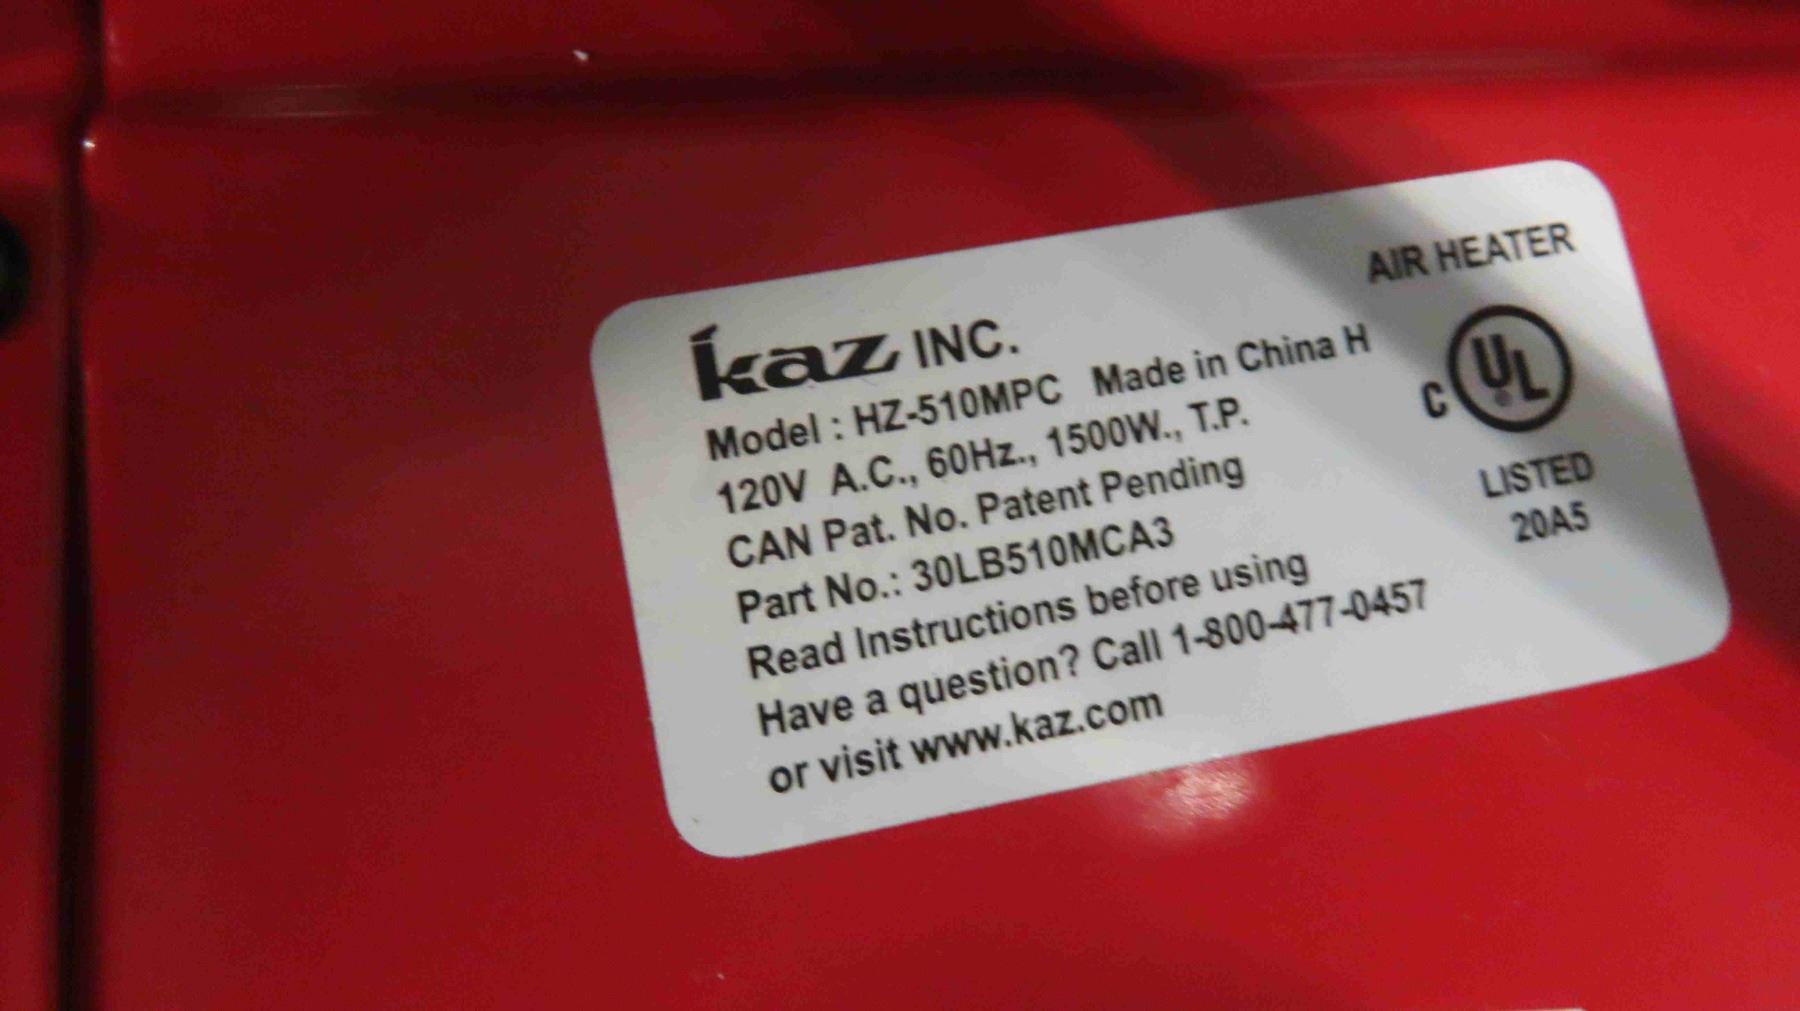 AIR HEATER
kaz INC.
Model : HZ-510MPC Made in China H
120V A.C., 60Hz., 1500W., T.P.
CAN Pat. No. Patent Pending
Part No.: 30LB510MCA3
Read Instructions before using
Have a question? Call 1-800-477-0457
or visit www.kaz.com
C UL ®
LISTED
20A5